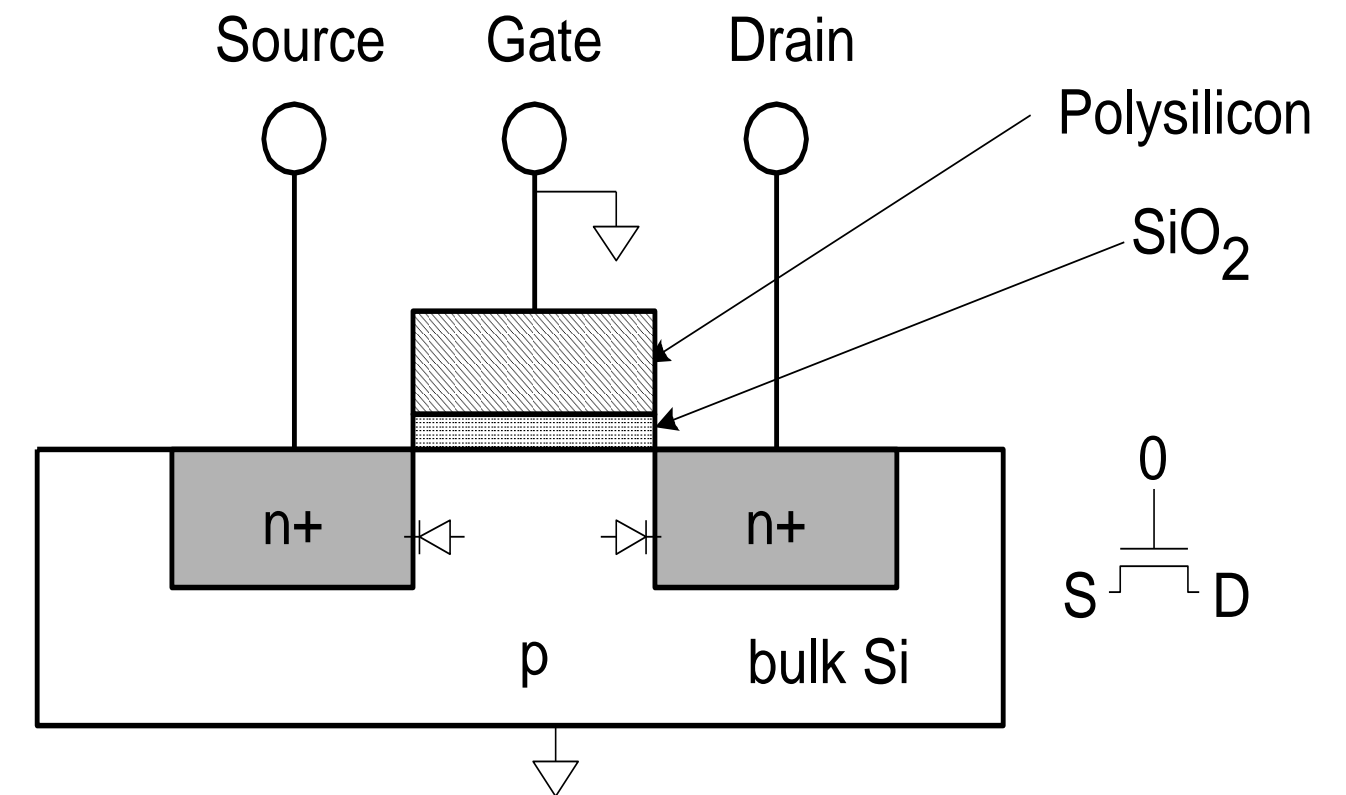 Source Gate Drain
Polysilicon
SiO2
n+ n+
0
S D
p bulk Si